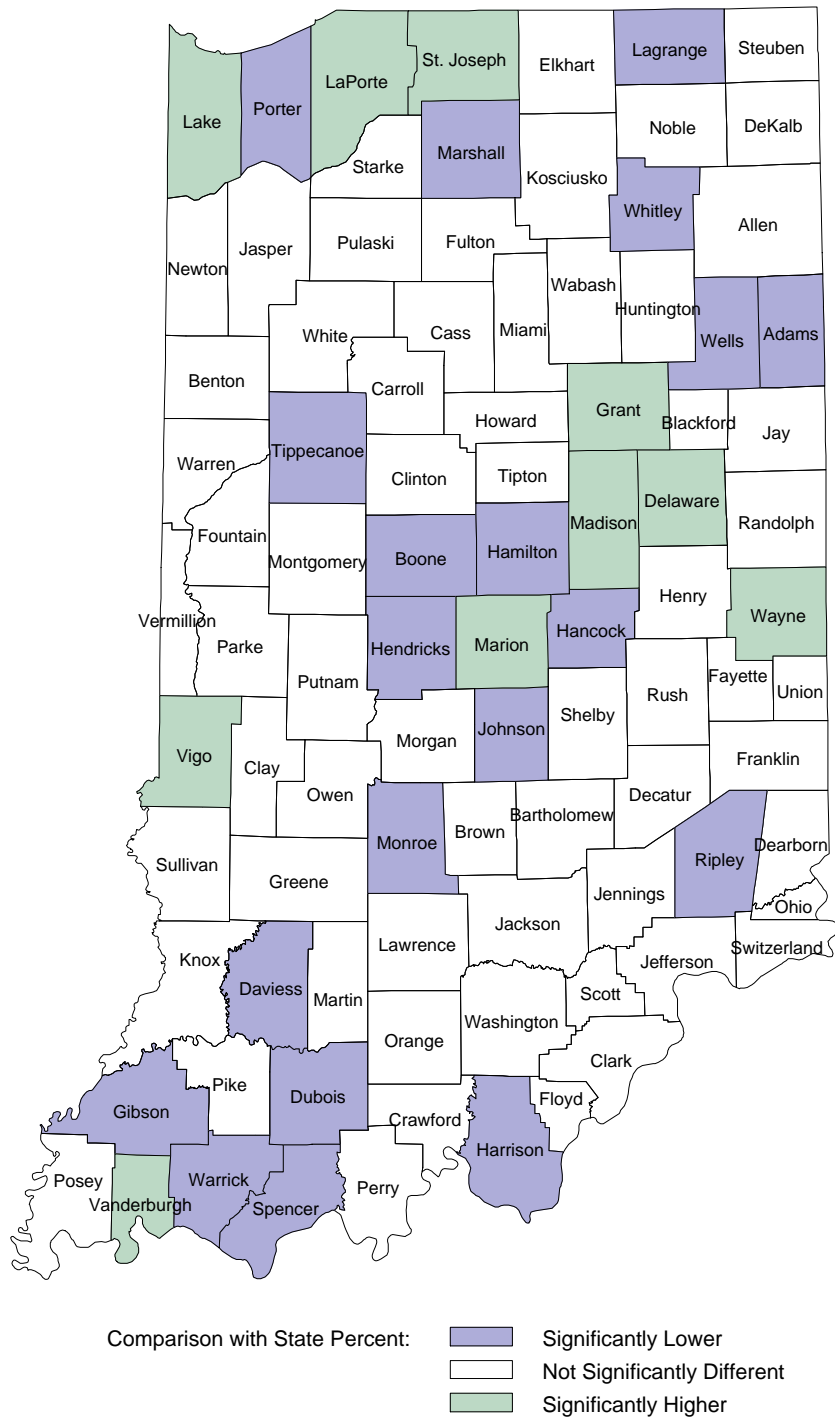 Lagrange
Steuben
St. Joseph
Elkhart
LaPorte
Porter
Lake
Noble
DeKalb
Marshall
Starke
Kosciusko
Whitley
Allen
Jasper
Pulaski
Fulton
Newton
Wabash
Huntington
White
Cass
Miami
Wells
Adams
Benton
Carroll
Grant
Howard
Blackford
Jay
Tippecanoe
Warren
Clinton
Tipton
Delaware
Madison
Randolph
Fountain
Boone
Hamilton
Montgomery
Henry
Vermillion
Wayne
Parke
Hendricks
Marion
Hancock
Putnam
Fayette
Union
Rush
Shelby
Johnson
Morgan
Vigo
Clay
Franklin
Owen
Decatur
Bartholomew
Brown
Monroe
Dearborn
Ripley
Sullivan
Greene
Jennings
Ohio
Jackson
Lawrence
Switzerland
Knox
Jefferson
Daviess
Martin
Scott
Washington
Orange
Clark
Pike
Dubois
Floyd
Gibson
Crawford
Harrison
Posey
Warrick
Perry
Vanderburgh
Spencer
Comparison with State Percent:
Significantly Lower
Not Significantly Different
Significantly Higher